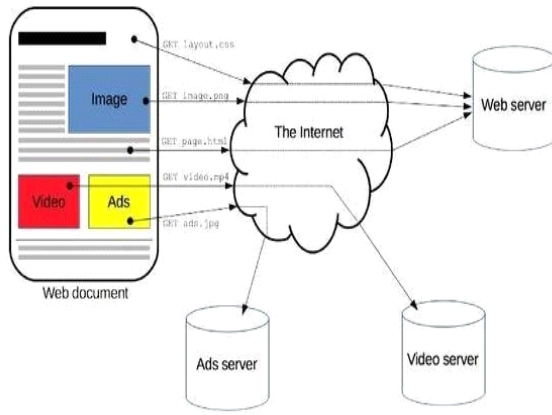 GET layout.css
Image
GET image.png
The Internet
Web server
GET page.html
GET video.mp4
Video
Ads
GET ads.jpg
Web document
Ads server
Video server